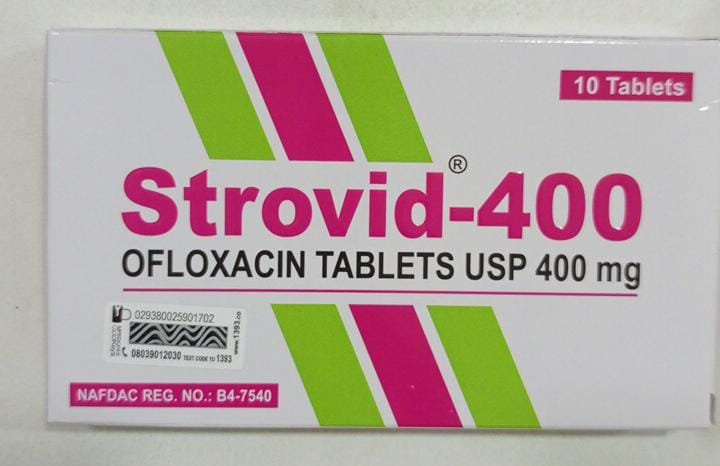 10 Tablets
Strovid®-400
OFLOXACIN TABLETS USP 400 mg
029380025901702
www.1393.co
08039012030 TEXT CODE TO 1393
NAFDAC REG. NO.: B4-7540